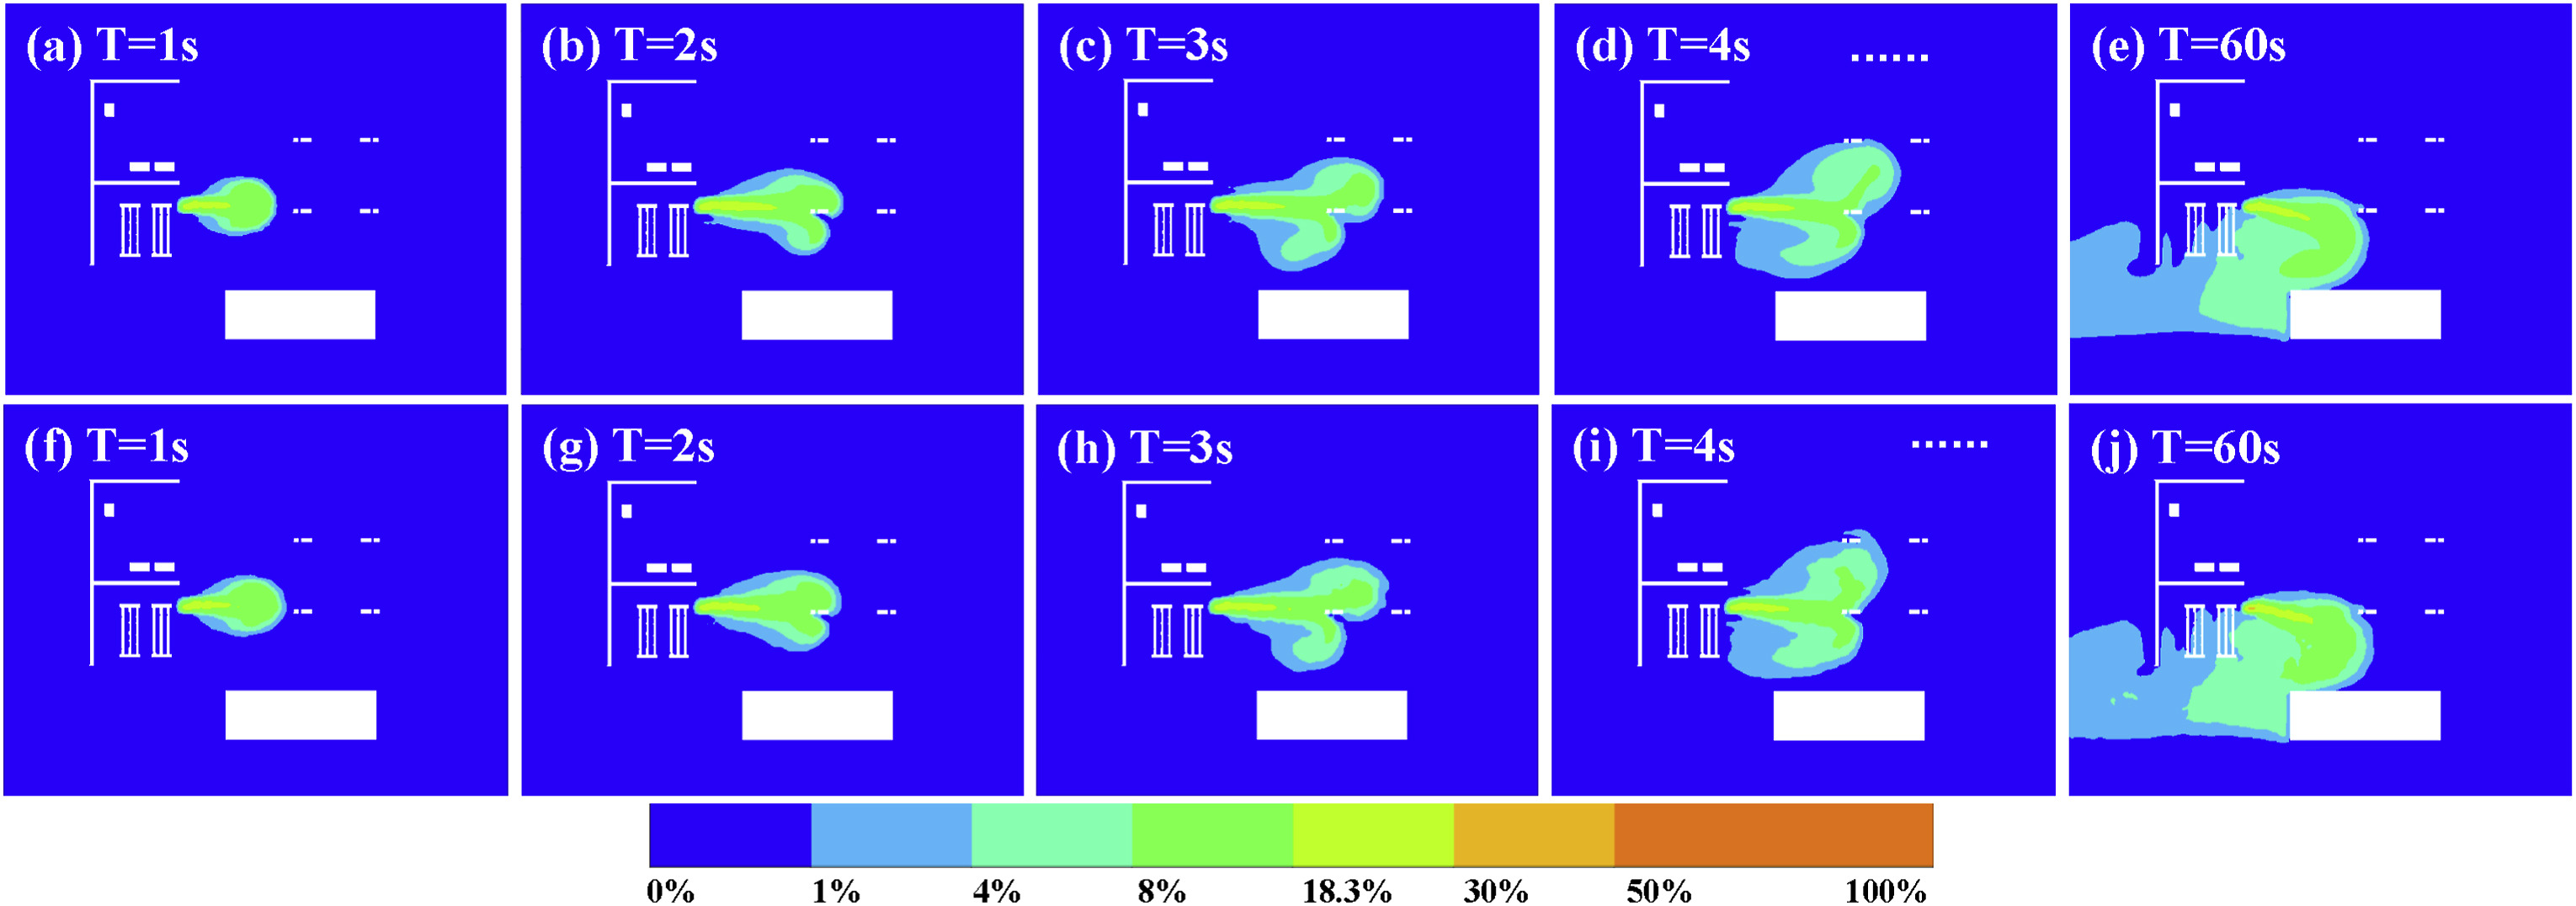 (a) T=1s
(b) T=2s
(c) T=3s
(d) T=4s
......
(e) T=60s
(f) T=1s
(g) T=2s
(h) T=3s
(i) T=4s
......
(j) T=60s
0% 1% 4% 8% 18.3% 30% 50% 100%